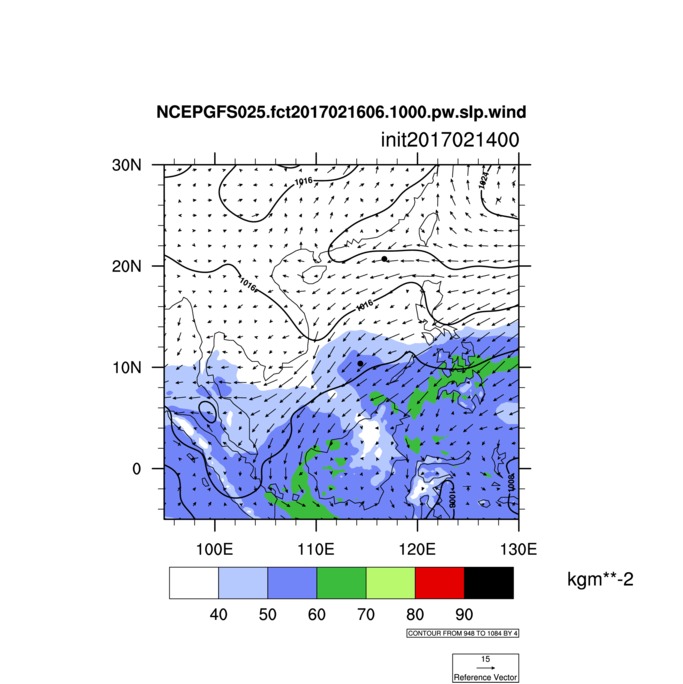 NCEPGFS025.fct2017021606.1000.pw.slp.wind
init2017021400
30N
1016
1024
20N
1016
1016
10N
0
1008
1008
100E 110E 120E 130E
kgm**-2
40 50 60 70 80 90
CONTOUR FROM 948 TO 1084 BY 4
15
Reference Vector